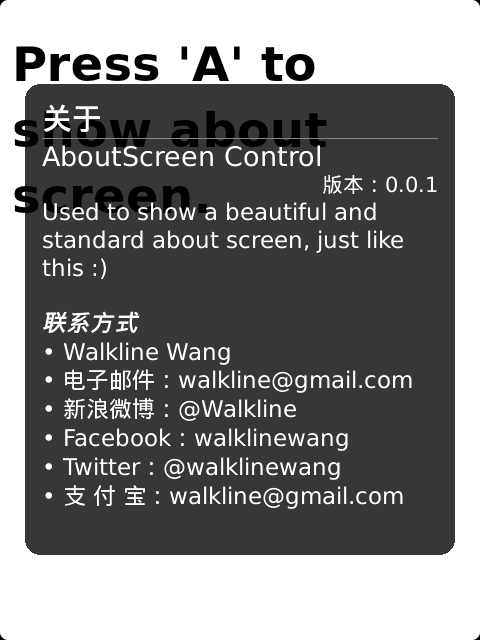 Press 'A' to
show about
screen.
关于
AboutScreen Control
版本：0.0.1
Used to show a beautiful and
standard about screen, just like
this :)
联系方式
• Walkline Wang
• 电子邮件：walkline@gmail.com
• 新浪微博：@Walkline
• Facebook：walklinewang
• Twitter：@walklinewang
• 支 付 宝：walkline@gmail.com